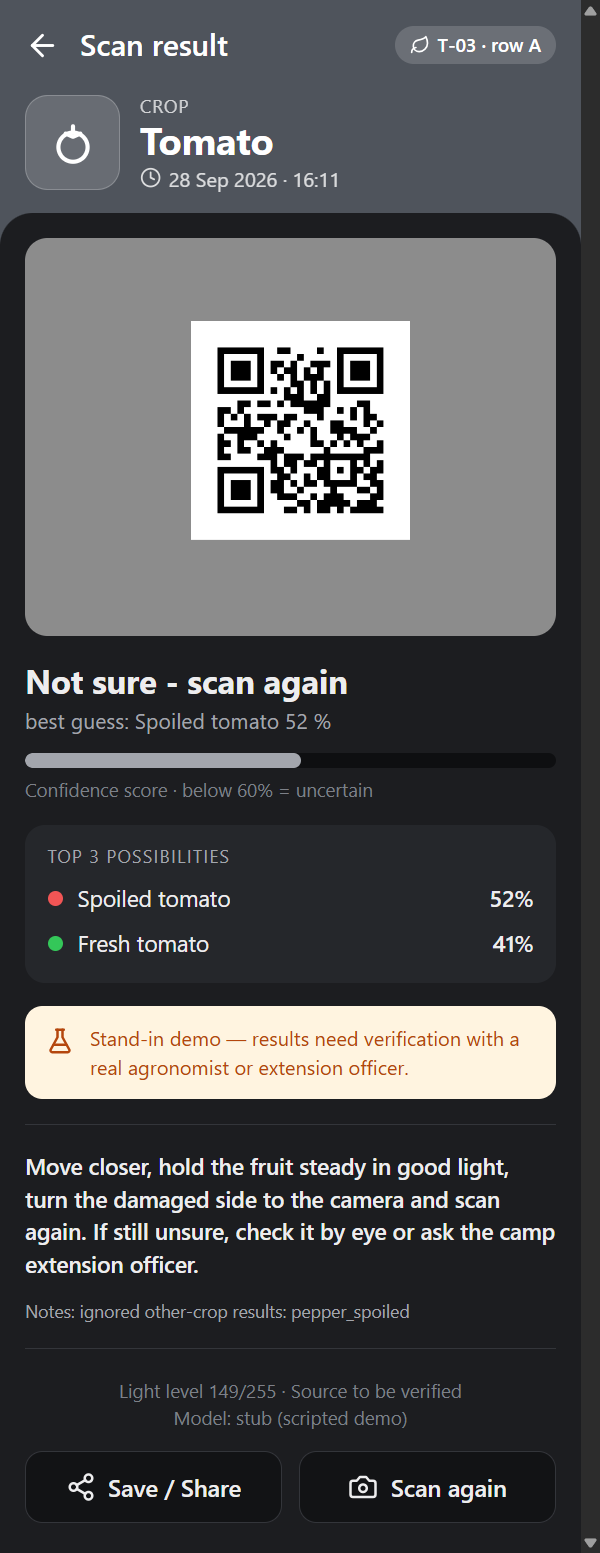 Scan result
T-03 · row A
CROP
Tomato
28 Sep 2026 · 16:11
Not sure - scan again
best guess: Spoiled tomato 52 %
Confidence score · below 60% = uncertain
TOP 3 POSSIBILITIES
Spoiled tomato 52%
Fresh tomato 41%
Stand-in demo — results need verification with a
real agronomist or extension officer.
Move closer, hold the fruit steady in good light,
turn the damaged side to the camera and scan
again. If still unsure, check it by eye or ask the camp
extension officer.
Notes: ignored other-crop results: pepper_spoiled
Light level 149/255 · Source to be verified
Model: stub (scripted demo)
Save / Share
Scan again